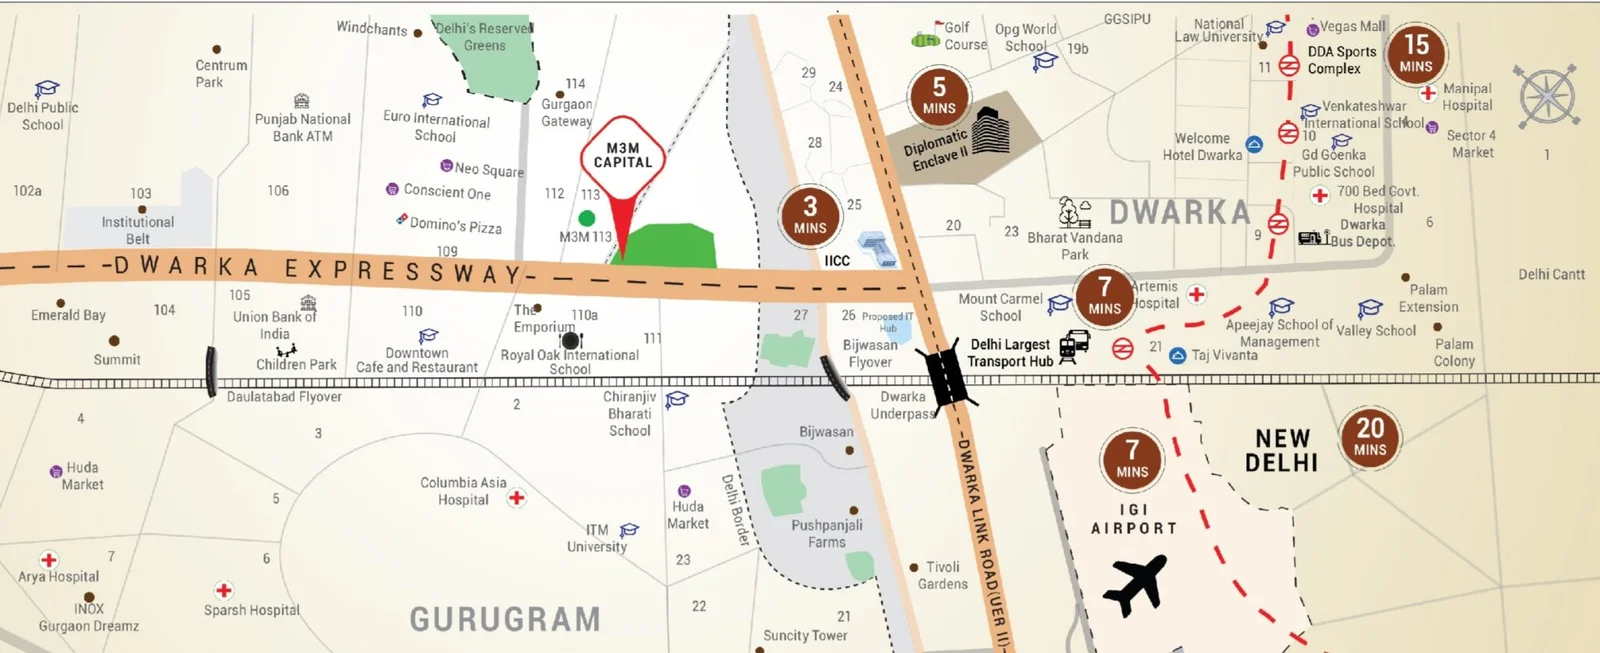 Windchants
Delhi's Reserved
Greens
Centrum
Park
Delhi Public
School
Punjab National
Bank ATM
Euro International
School
114
Gurgaon
Gateway
Neo Square
Conscient One
Domino's Pizza
M3M
CAPITAL
112
113
M3M 113
102a
103
Institutional
Belt
106
109
DWARKA EXPRESSWAY
29
24
28
25
3
MINS
IICC
5
MINS
Diplomatic
Enclave II
Golf
Course
Opg World
School
19b
GGSIPU
National
Law University
Vegas Mall
DDA Sports
Complex
11
15
MINS
Manipal
Hospital
Venkateshwar
International School
4
Sector 4
Market
10
Welcome
Hotel Dwarka
Gd Goenka
Public School
1
700 Bed Govt.
Hospital
Dwarka
Bus Depot.
6
9
DWARKA
20
23
Bharat Vandana
Park
Delhi Cantt
Emerald Bay
104
105
Union Bank of
India
Summit
Children Park
110
Downtown
Cafe and Restaurant
The
Emporium
110a
Royal Oak International
School
111
27
26
Proposed IT
Hub
Bijwasan
Flyover
Mount Carmel
School
7
MINS
Artemis
Hospital
Delhi Largest
Transport Hub
21
Taj Vivanta
Apeejay School of
Management
Valley School
Palam
Extension
Palam
Colony
Daulatabad Flyover
4
3
2
Chiranjiv
Bharati
School
Dwarka
Underpass
Bijwasan
DWARKA LINK ROAD(UER II)
Huda
Market
5
Columbia Asia
Hospital
Huda
Market
Delhi Border
Pushpanjali
Farms
ITM
University
7
MINS
IGI
AIRPORT
NEW
DELHI
20
MINS
Arya Hospital
7
6
INOX
Gurgaon Dreamz
Sparsh Hospital
GURUGRAM
23
22
21
Suncity Tower
Tivoli
Gardens